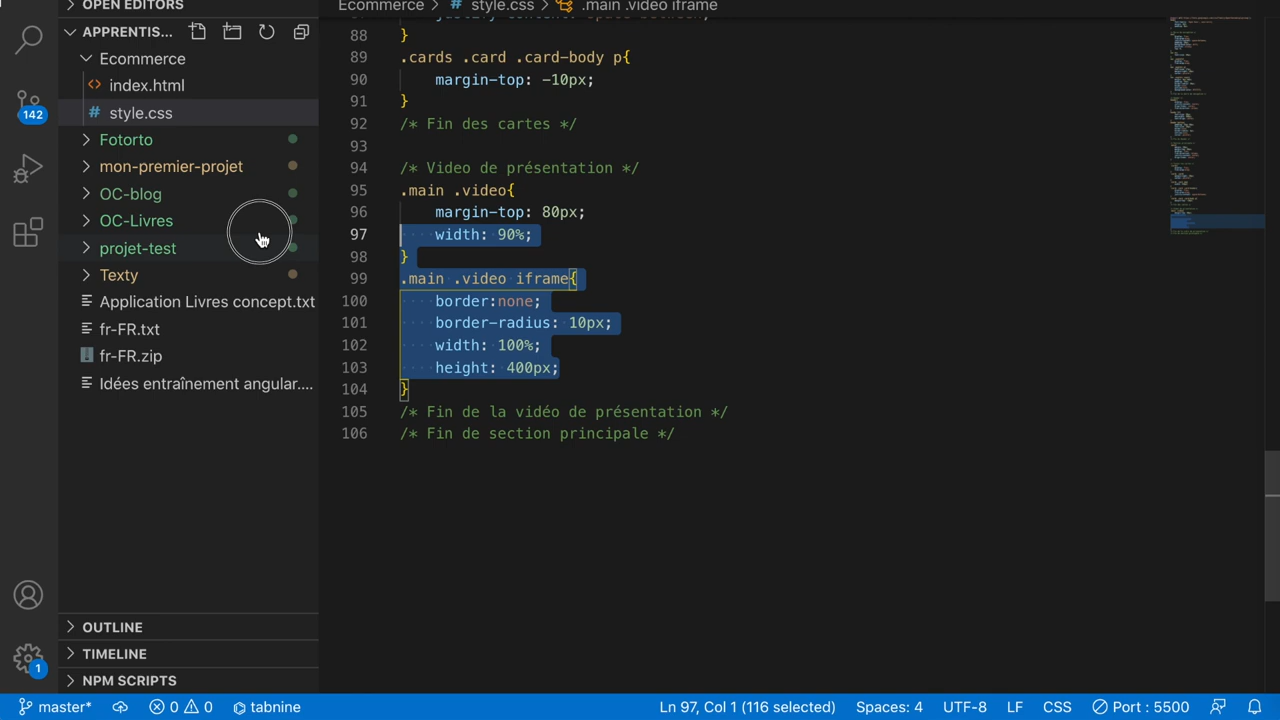 OPEN EDITORS
APPRENTIS...
Ecommerce
index.html
style.css
Fotorto
mon-premier-projet
OC-blog
OC-Livres
projet-test
Texty
Application Livres concept.txt
fr-FR.txt
fr-FR.zip
Idées entraînement angular....
OUTLINE
TIMELINE
NPM SCRIPTS
142
1
Ecommerce > # style.css > .main .video iframe
88 }
89 .cards .card .card-body p{
90 margin-top: -10px;
91 }
92 /* Fin des cartes */
93
94 /* Video de présentation */
95 .main .video{
96 margin-top: 80px;
97 width: 90%;
98 }
99 .main .video iframe{
100 border:none;
101 border-radius: 10px;
102 width: 100%;
103 height: 400px;
104 }
105 /* Fin de la vidéo de présentation */
106 /* Fin de section principale */
master* 0 0 tabnine Ln 97, Col 1 (116 selected) Spaces: 4 UTF-8 LF CSS Port : 5500